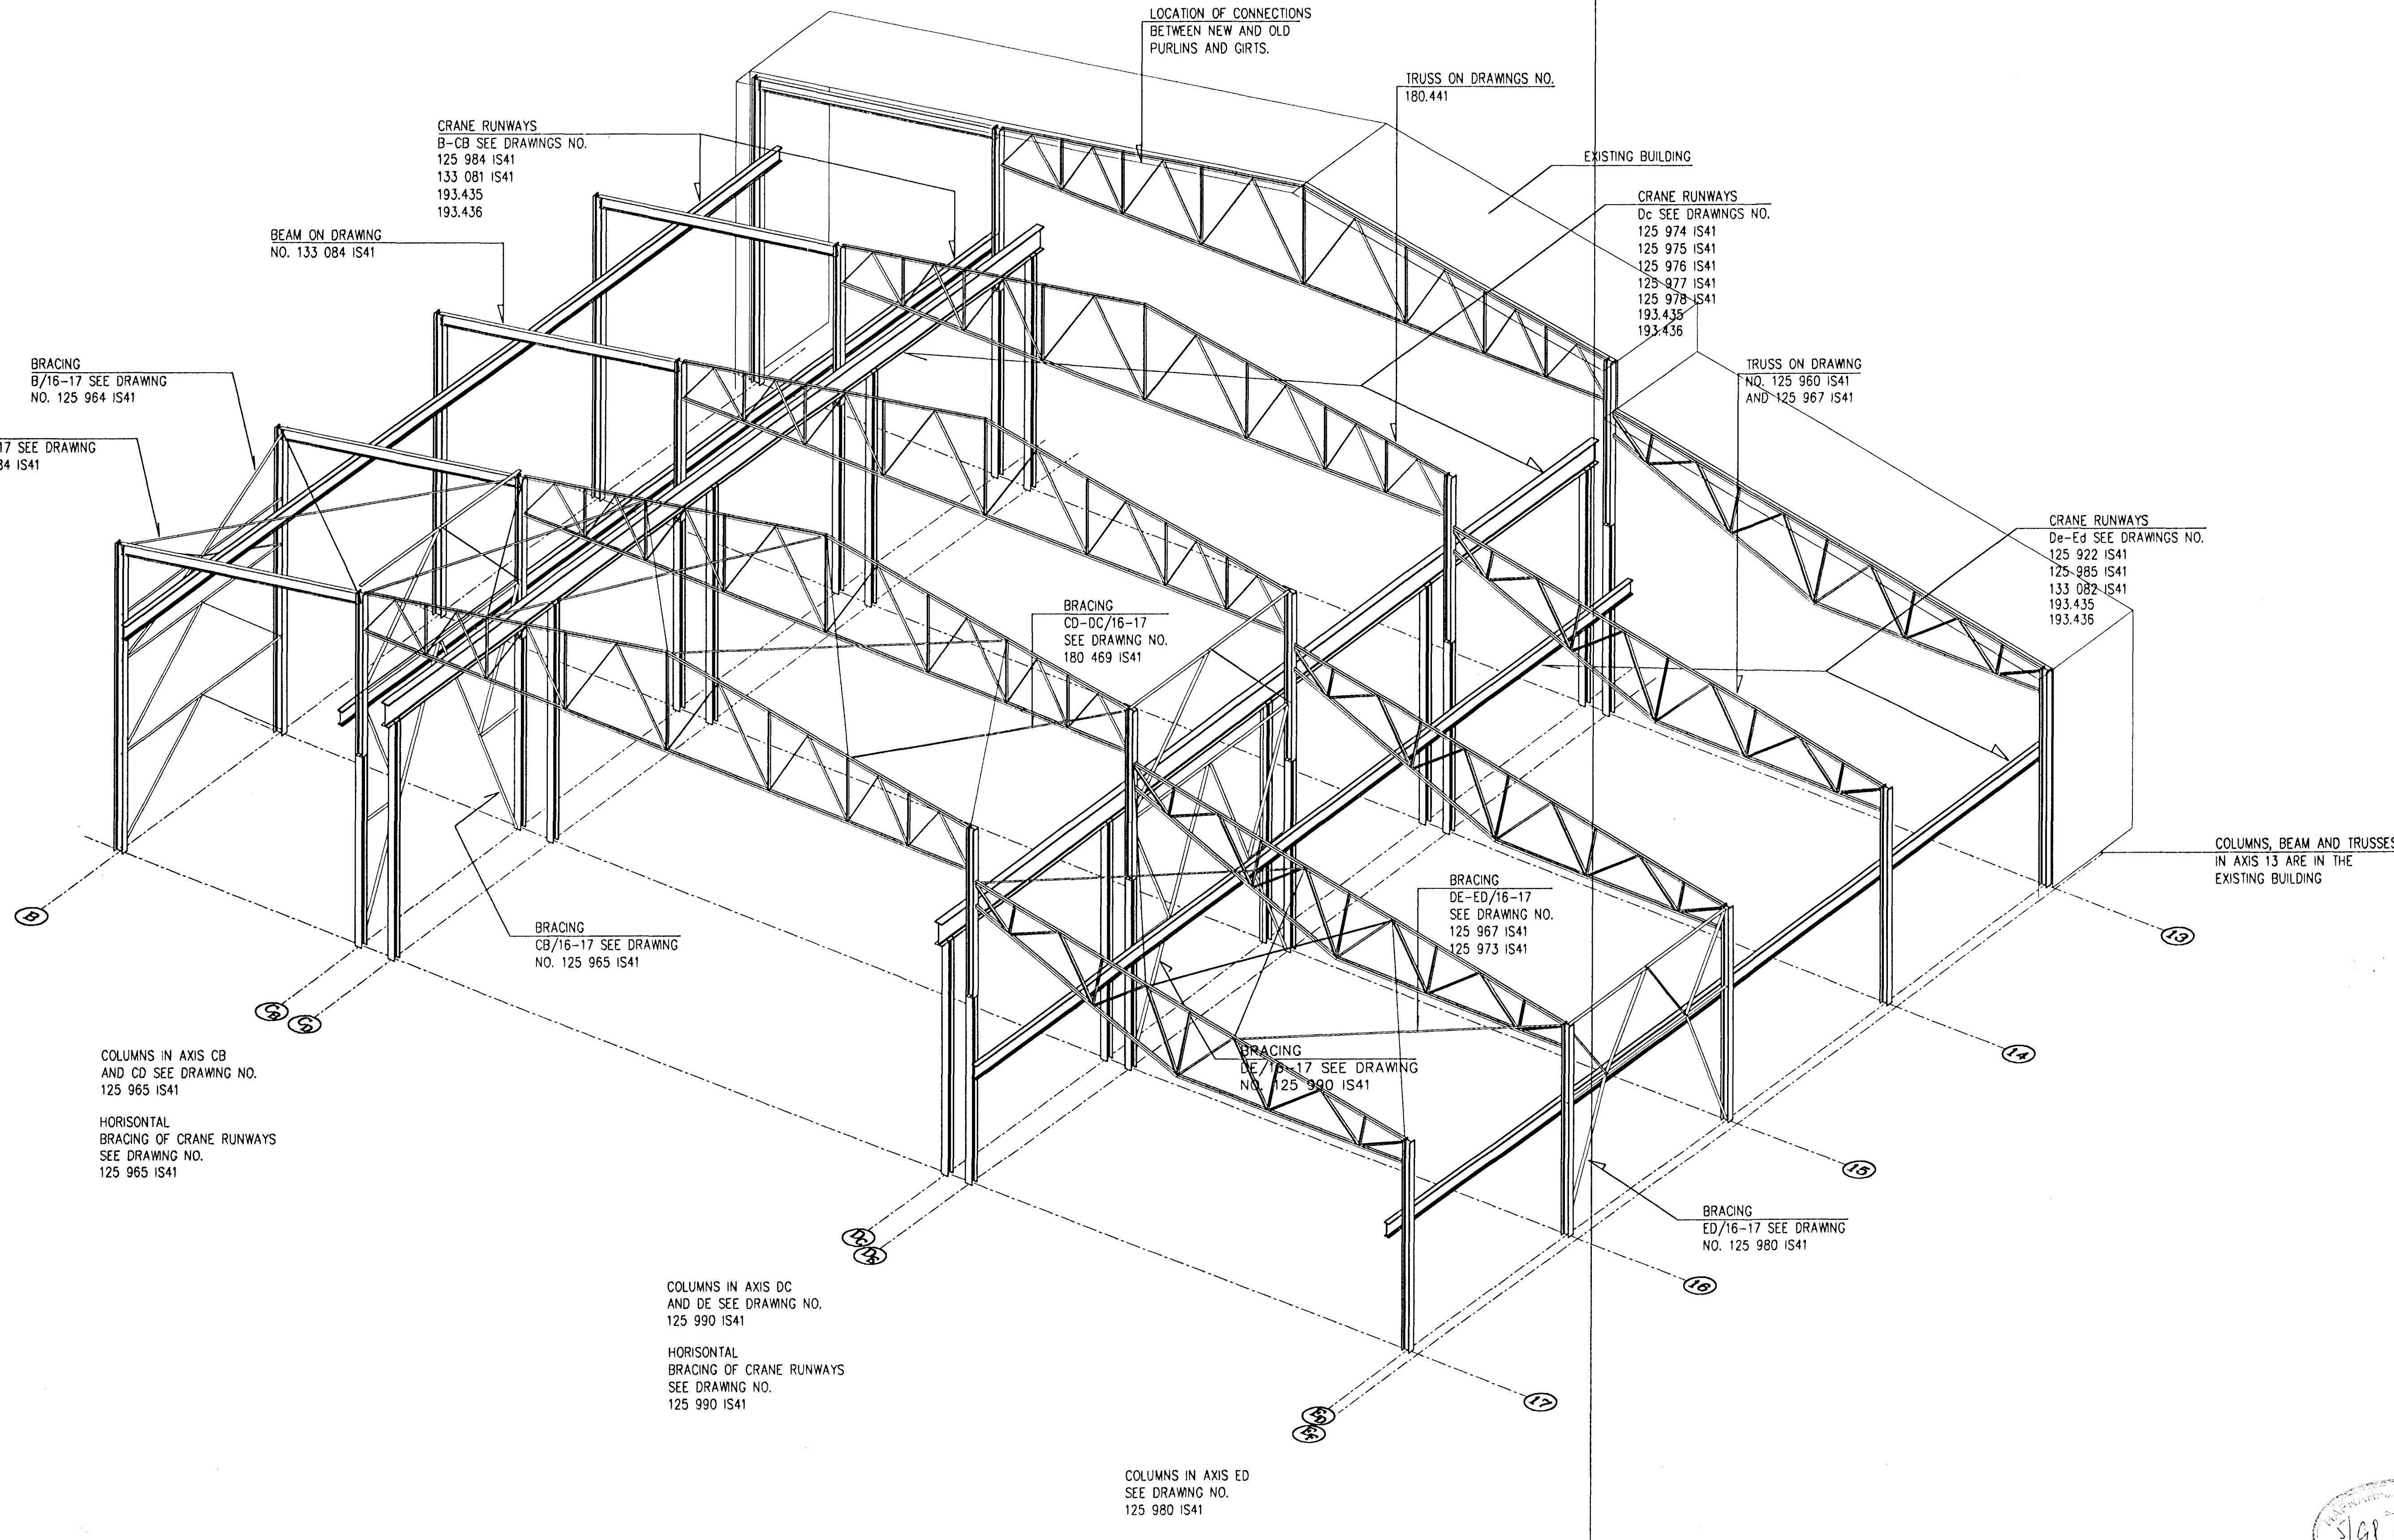 LOCATION OF CONNECTIONS
BETWEEN NEW AND OLD
PURLINS AND GIRTS.
TRUSS ON DRAWINGS NO.
180.441
CRANE RUNWAYS
B-CB SEE DRAWINGS NO.
125 984 IS41
133 081 IS41
193.435
193.436
EXISTING BUILDING
CRANE RUNWAYS
Dc SEE DRAWINGS NO.
125 974 IS41
125 975 IS41
125 976 IS41
125 977 IS41
125 978 IS41
193.435
193.436
BEAM ON DRAWING
NO. 133 084 IS41
BRACING
B/16-17 SEE DRAWING
NO. 125 964 IS41
TRUSS ON DRAWING
NO. 125 960 IS41
AND 125 967 IS41
17 SEE DRAWING
84 IS41
CRANE RUNWAYS
De-Ed SEE DRAWINGS NO.
125 922 IS41
125 985 IS41
133 082 IS41
193.435
193.436
BRACING
CD-DC/16-17
SEE DRAWING NO.
180 469 IS41
COLUMNS, BEAM AND TRUSSES
IN AXIS 13 ARE IN THE
EXISTING BUILDING
BRACING
DE-ED/16-17
SEE DRAWING NO.
125 967 IS41
125 973 IS41
B
BRACING
CB/16-17 SEE DRAWING
NO. 125 965 IS41
13
CB
CD
14
COLUMNS IN AXIS CB
AND CD SEE DRAWING NO.
125 965 IS41
BRACING
DE/16-17 SEE DRAWING
NO. 125 990 IS41
HORISONTAL
BRACING OF CRANE RUNWAYS
SEE DRAWING NO.
125 965 IS41
15
BRACING
ED/16-17 SEE DRAWING
NO. 125 980 IS41
DC
DE
16
COLUMNS IN AXIS DC
AND DE SEE DRAWING NO.
125 990 IS41
HORISONTAL
BRACING OF CRANE RUNWAYS
SEE DRAWING NO.
125 990 IS41
17
ED
EF
COLUMNS IN AXIS ED
SEE DRAWING NO.
125 980 IS41